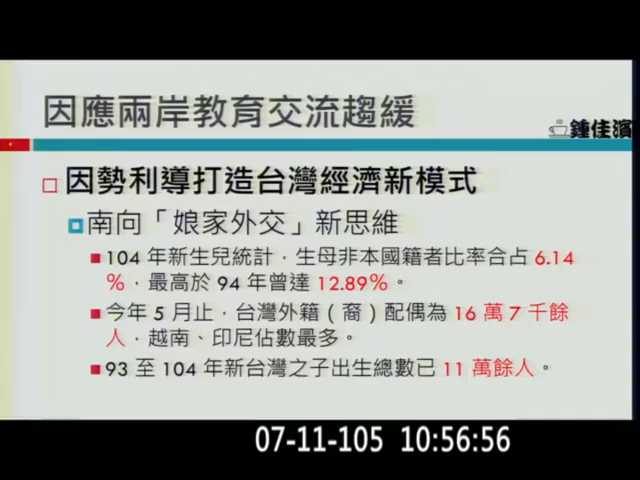 因應兩岸教育交流趨緩
鍾佳濱
因勢利導打造台灣經濟新模式
南向「娘家外交」新思維
104 年新生兒統計，生母非本國籍者比率合占 6.14
%，最高於 94 年曾達 12.89%。
今年 5 月止，台灣外籍（裔）配偶為 16 萬 7 千餘
人，越南、印尼佔數最多。
93 至 104 年新台灣之子出生總數已 11 萬餘人。
07-11-105 10:56:56